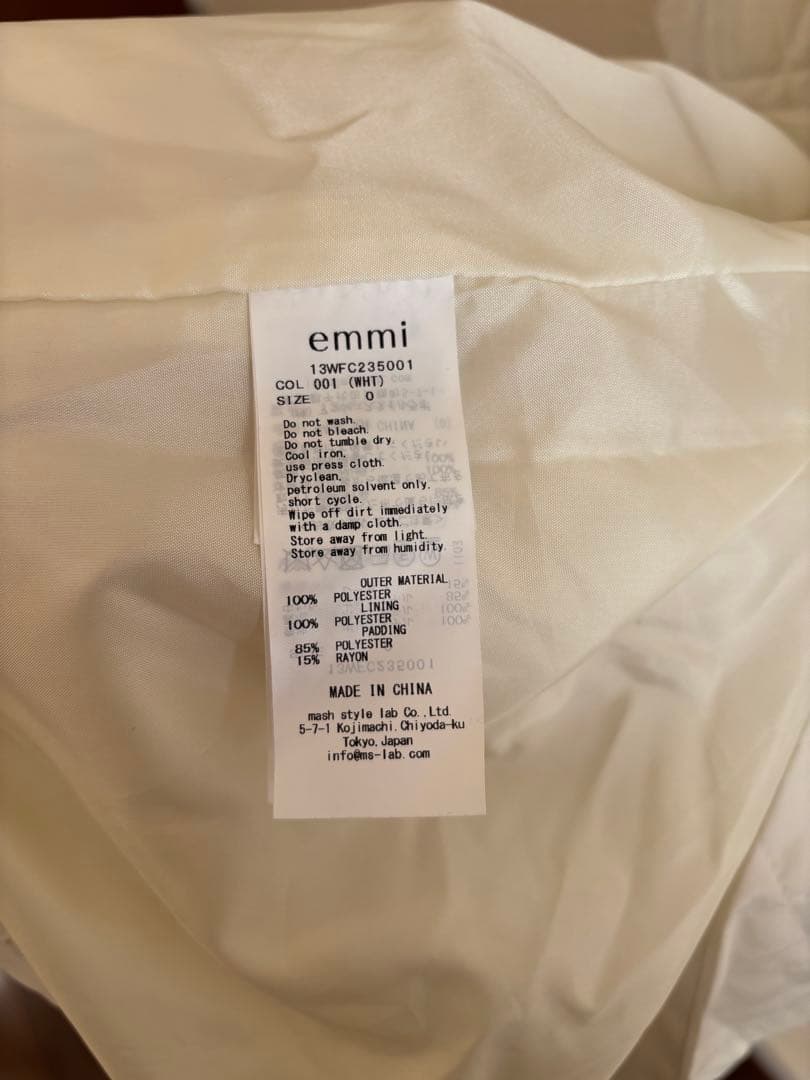 emmi
13WFC235001
COL 001 (WHT)
SIZE 0
Do not wash.
Do not bleach.
Do not tumble dry.
Cool iron.
use press cloth.
Dryclean,
petroleum solvent only.
short cycle.
Wipe off dirt immediately
with a damp cloth.
Store away from light.
Store away from humidity.
OUTER MATERIAL
100% POLYESTER
LINING
100% POLYESTER
PADDING
85% POLYESTER
15% RAYON
MADE IN CHINA
mash style lab Co.,Ltd.
5-7-1 Kojimachi.Chiyoda-ku
Tokyo.Japan
info@ms-lab.com